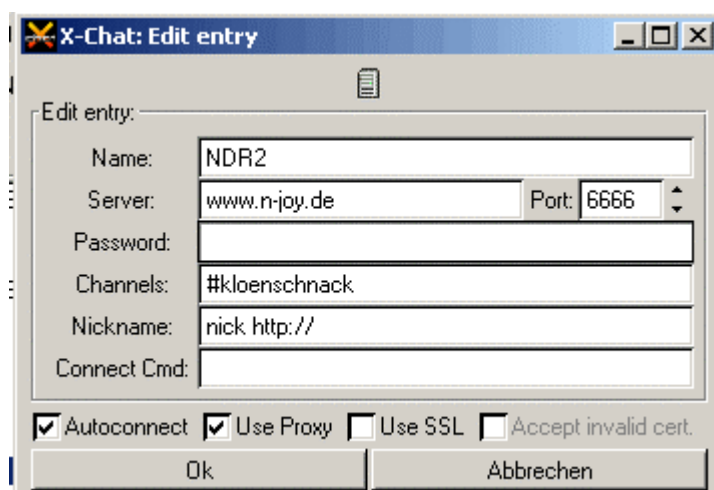 X-Chat: Edit entry
Edit entry:
Name: NDR2
Server: www.n-joy.de Port: 6666
Password:
Channels: #kloenschnack
Nickname: nick http://
Connect Cmd:
Autoconnect Use Proxy Use SSL Accept invalid cert.
Ok Abbrechen